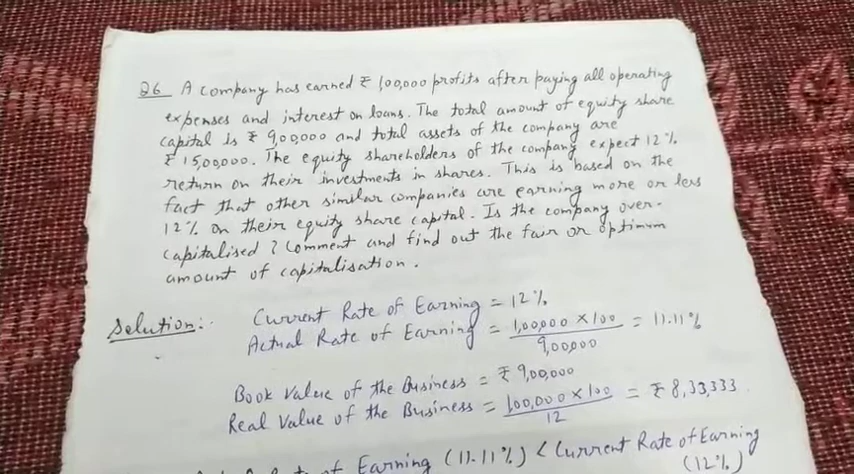 Q6 A company has earned ₹ 100,000 profits after paying all operating
expenses and interest on loans. The total amount of equity share
capital is ₹ 9,00,000 and total assets of the company are
₹ 15,00,000. The equity shareholders of the company expect 12%
return on their investments in shares. This is based on the
fact that other similar companies are earning more or less
12% on their equity share capital. Is the company over-
capitalised? Comment and find out the fair or optimum
amount of capitalisation.
Solution:- Current Rate of Earning = 12%
Actual Rate of Earning = 1,00,000 × 100 / 9,00,000 = 11.11%
Book Value of the Business = ₹ 9,00,000
Real Value of the Business = 100,000 × 100 / 12 = ₹ 8,33,333
Rate of Earning (11.11%) < Current Rate of Earning
(12%)